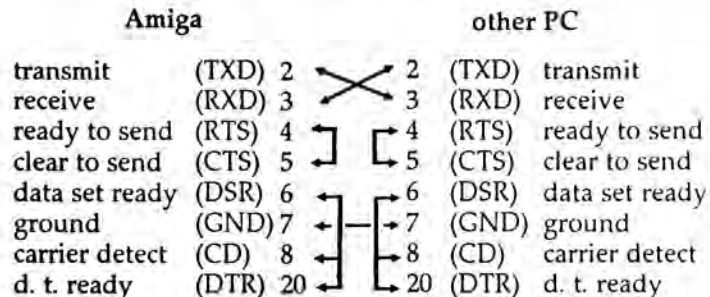 Amiga other PC
transmit (TXD) 2 2 (TXD) transmit
receive (RXD) 3 3 (RXD) receive
ready to send (RTS) 4 4 (RTS) ready to send
clear to send (CTS) 5 5 (CTS) clear to send
data set ready (DSR) 6 6 (DSR) data set ready
ground (GND) 7 7 (GND) ground
carrier detect (CD) 8 8 (CD) carrier detect
d. t. ready (DTR) 20 20 (DTR) d. t. ready